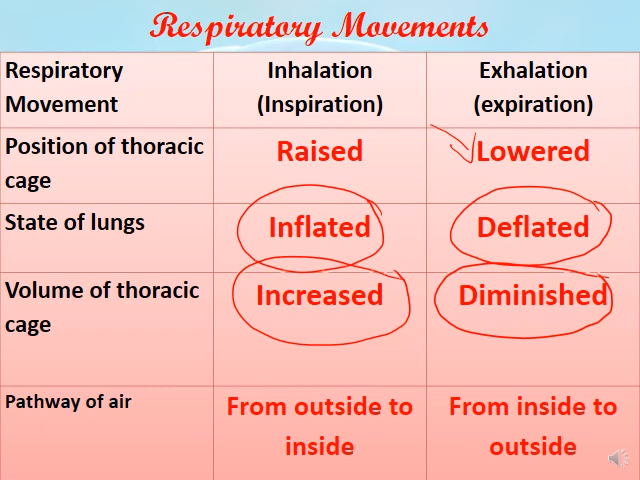 Respiratory Movements
Respiratory Movement
Inhalation (Inspiration)
Exhalation (expiration)
Position of thoracic cage
Raised
Lowered
State of lungs
Inflated
Deflated
Volume of thoracic cage
Increased
Diminished
Pathway of air
From outside to inside
From inside to outside